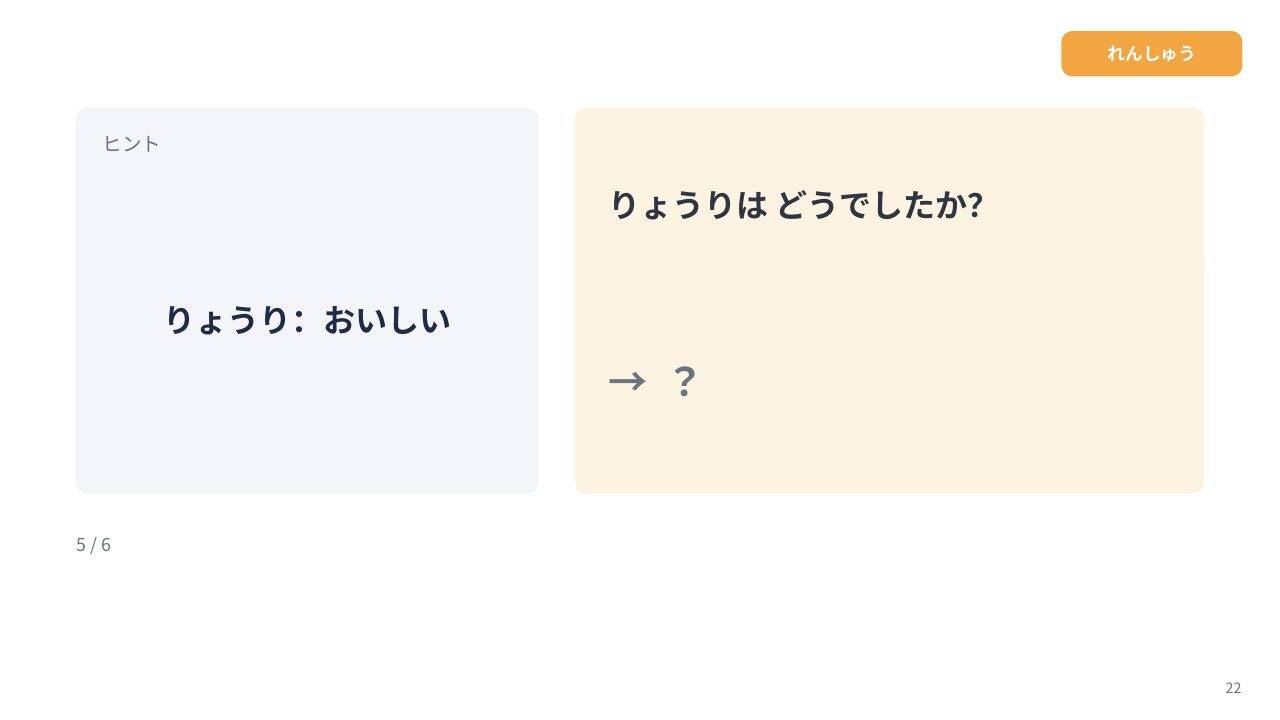 れんしゅう
ヒント
りょうり： おいしい
りょうりは どうでしたか?
→ ？
5 / 6
22